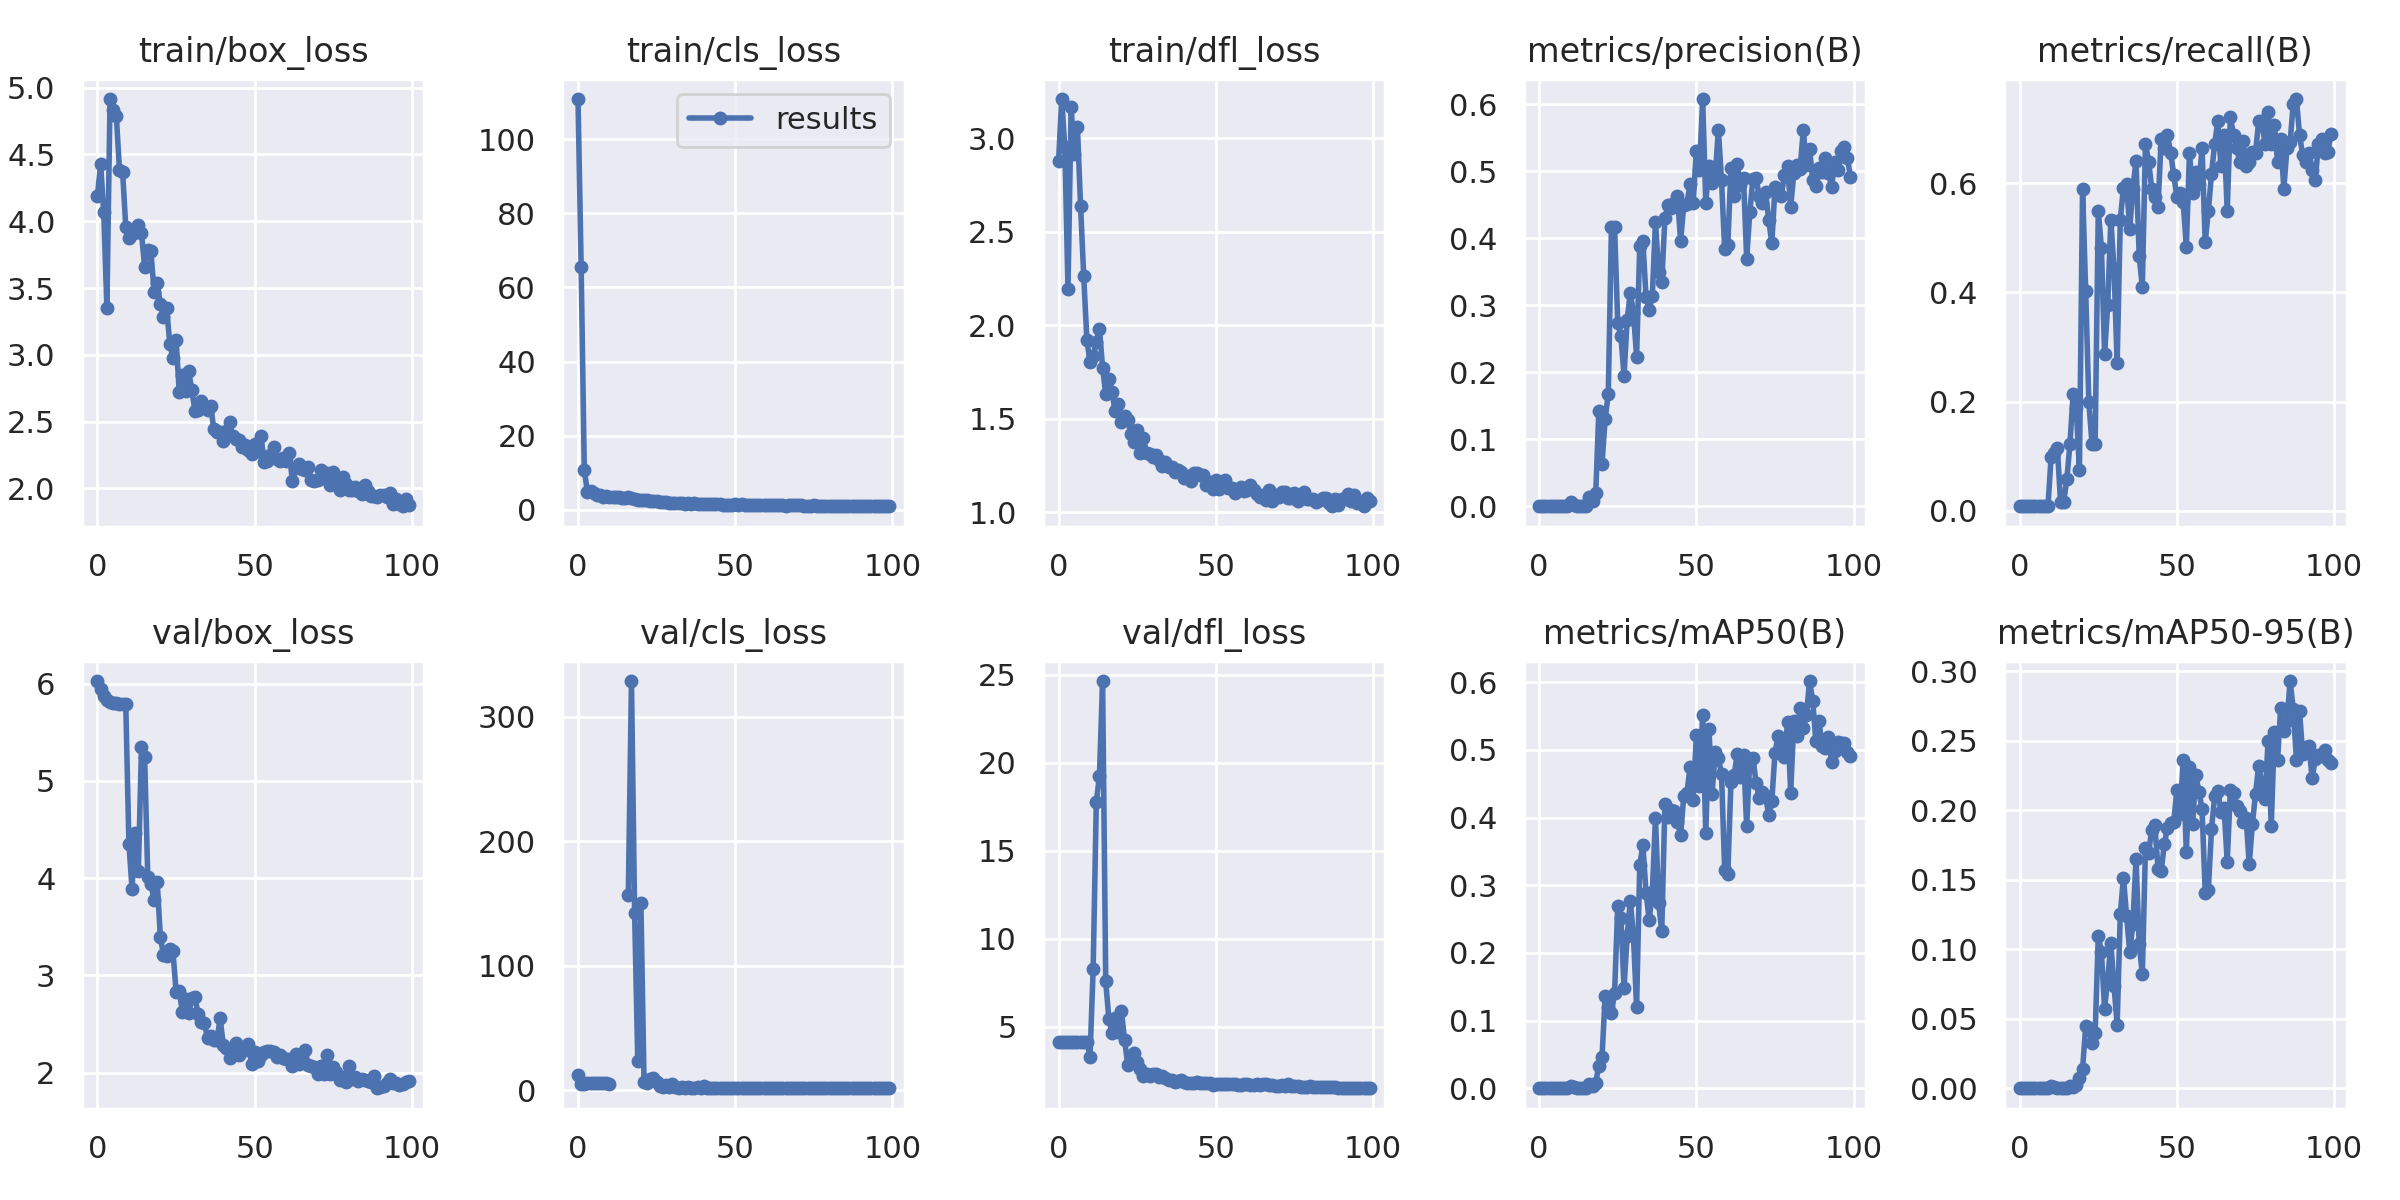 train/box_loss
5.0
4.5
4.0
3.5
3.0
2.5
2.0
0 50 100
train/cls_loss
results
100
80
60
40
20
0
0 50 100
train/dfl_loss
3.0
2.5
2.0
1.5
1.0
0 50 100
metrics/precision(B)
0.6
0.5
0.4
0.3
0.2
0.1
0.0
0 50 100
metrics/recall(B)
0.6
0.4
0.2
0.0
0 50 100
val/box_loss
6
5
4
3
2
0 50 100
val/cls_loss
300
200
100
0
0 50 100
val/dfl_loss
25
20
15
10
5
0 50 100
metrics/mAP50(B)
0.6
0.5
0.4
0.3
0.2
0.1
0.0
0 50 100
metrics/mAP50-95(B)
0.30
0.25
0.20
0.15
0.10
0.05
0.00
0 50 100